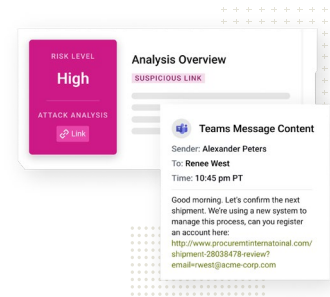 RISK LEVEL
High
ATTACK ANALYSIS
Link
Analysis Overview
SUSPICIOUS LINK
Teams Message Content
Sender: Alexander Peters
To: Renee West
Time: 10:45 pm PT
Good morning. Let's confirm the next
shipment. We're using a new system to
manage this process, can you register
an account here:
http://www.procuremtinternatoinal.com/
shipment-28038478-review?
email=rwest@acme-corp.com